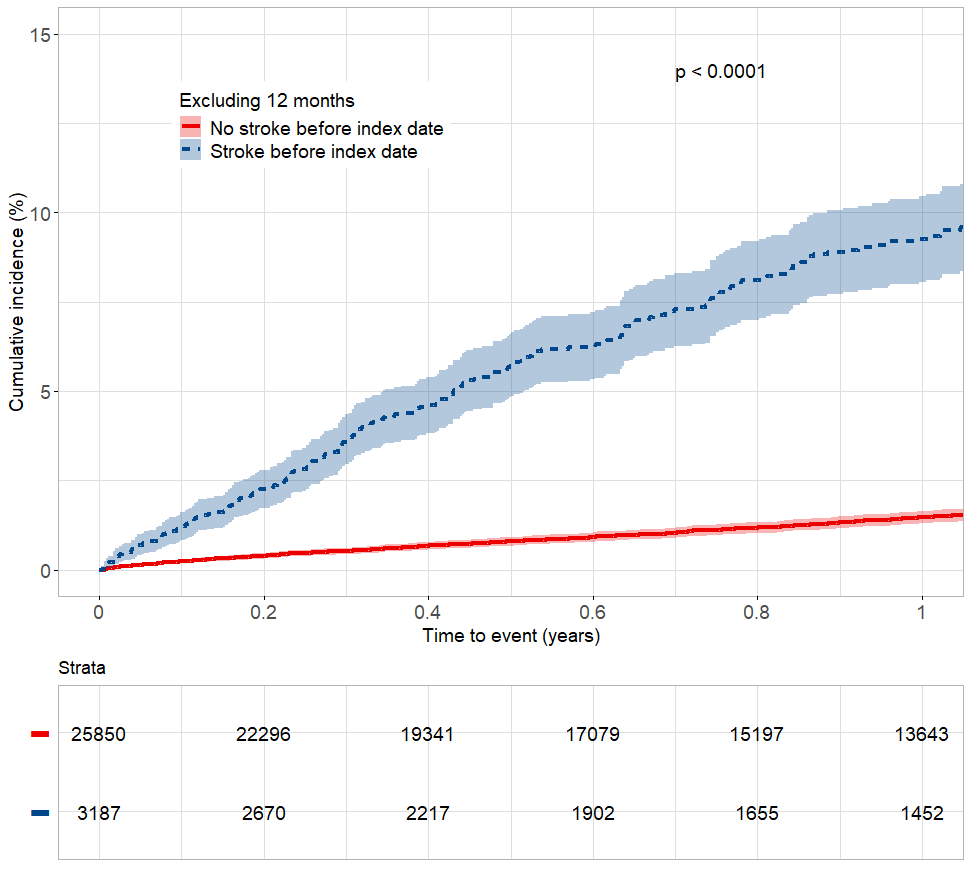 15
p < 0.0001
Excluding 12 months
No stroke before index date
Stroke before index date
10
Cumulative incidence (%)
5
0
0 0.2 0.4 0.6 0.8 1
Time to event (years)
Strata
25850 22296 19341 17079 15197 13643
3187 2670 2217 1902 1655 1452